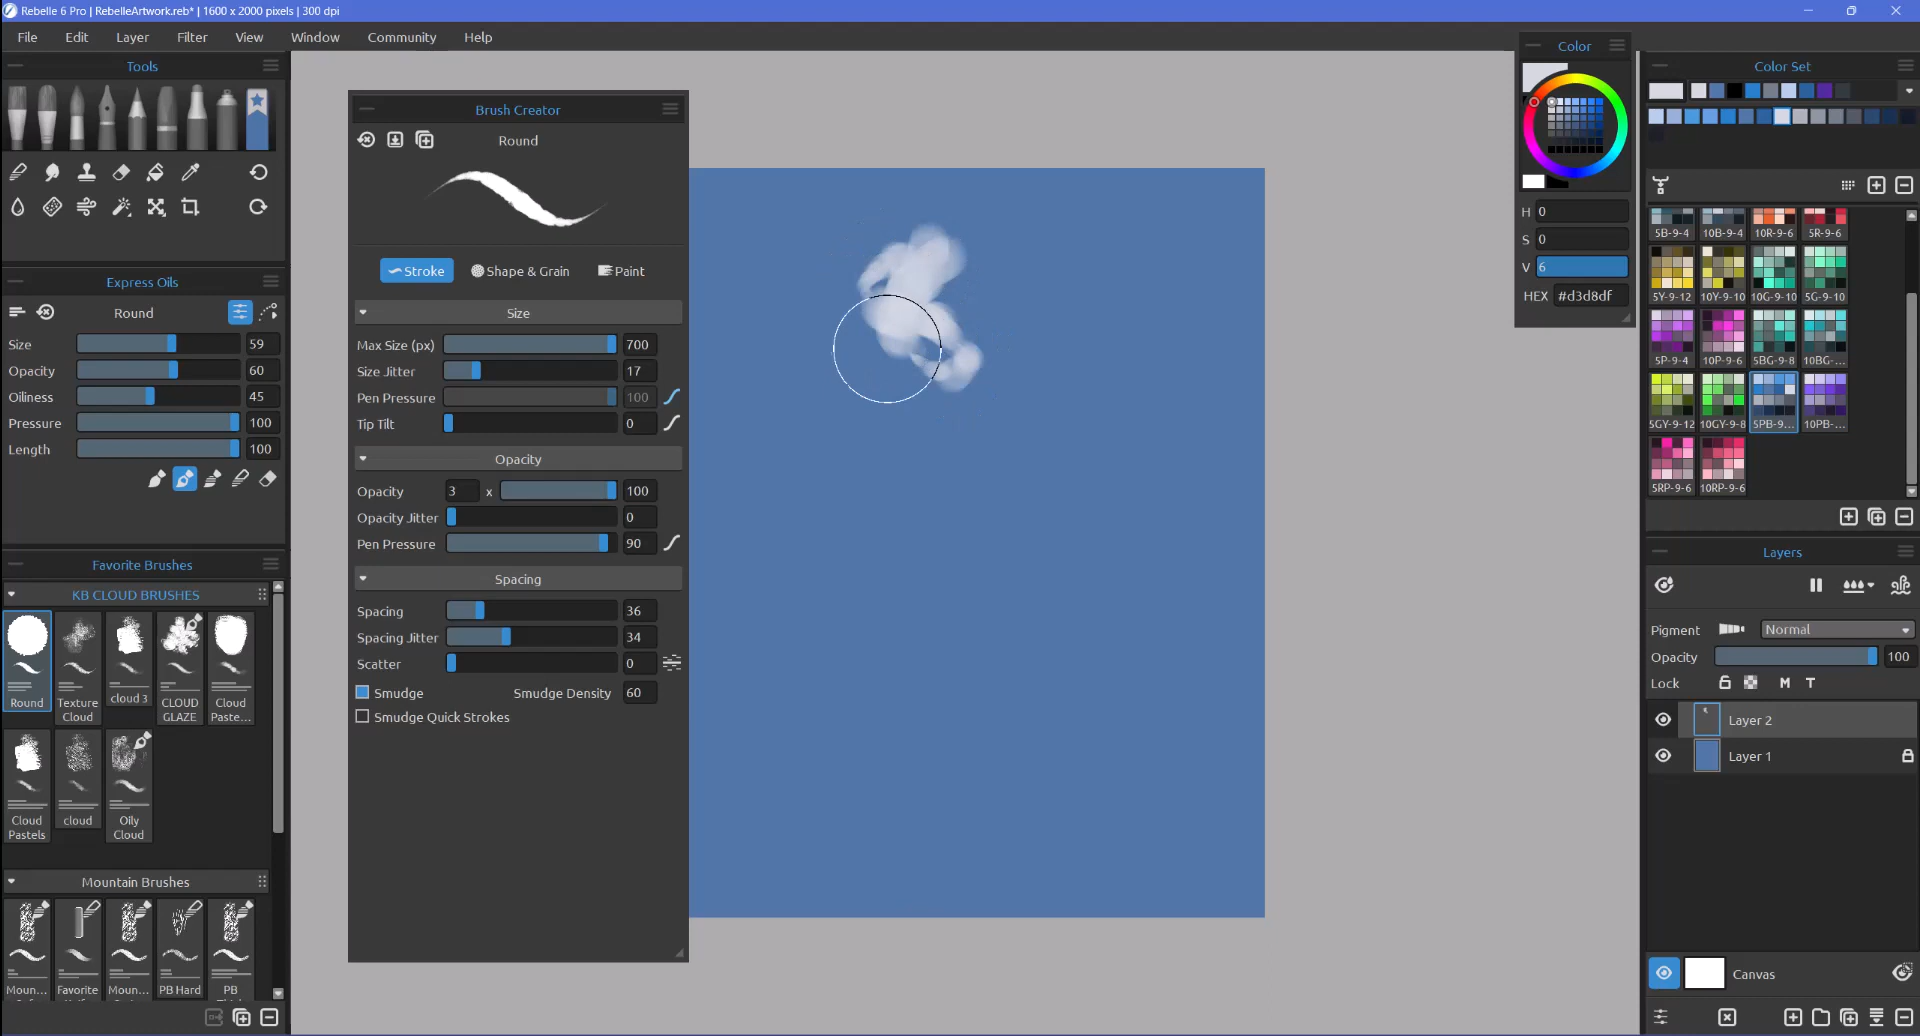 Rebelle 6 Pro | RebelleArtwork.reb* | 1600 x 2000 pixels | 300 dpi
File Edit Layer Filter View Window Community Help
Tools
Express Oils
Round
Size 59
Opacity 60
Oiliness 45
Pressure 100
Length 100
Favorite Brushes
KB CLOUD BRUSHES
Round
Texture Cloud
cloud 3
CLOUD GLAZE
Cloud Paste...
Cloud Pastels
cloud
Oily Cloud
Mountain Brushes
Moun...
Favorite
Moun...
PB Hard
PB
Brush Creator
Round
Stroke Shape & Grain Paint
Size
Max Size (px) 700
Size Jitter 17
Pen Pressure 100
Tip Tilt 0
Opacity
Opacity 3 x 100
Opacity Jitter 0
Pen Pressure 90
Spacing
Spacing 36
Spacing Jitter 34
Scatter 0
Smudge Smudge Density 60
Smudge Quick Strokes
Color
H 0
S 0
V 6
HEX #d3d8df
Color Set
5B-9-4 10B-9-4 10R-9-6 5R-9-6
5Y-9-12 10Y-9-10 10G-9-10 5G-9-10
5P-9-4 10P-9-6 5BG-9-8 10BG-...
5GY-9-12 10GY-9-8 5PB-9... 10PB-...
5RP-9-6 10RP-9-6
Layers
Pigment Normal
Opacity 100
Lock M T
Layer 2
Layer 1
Canvas